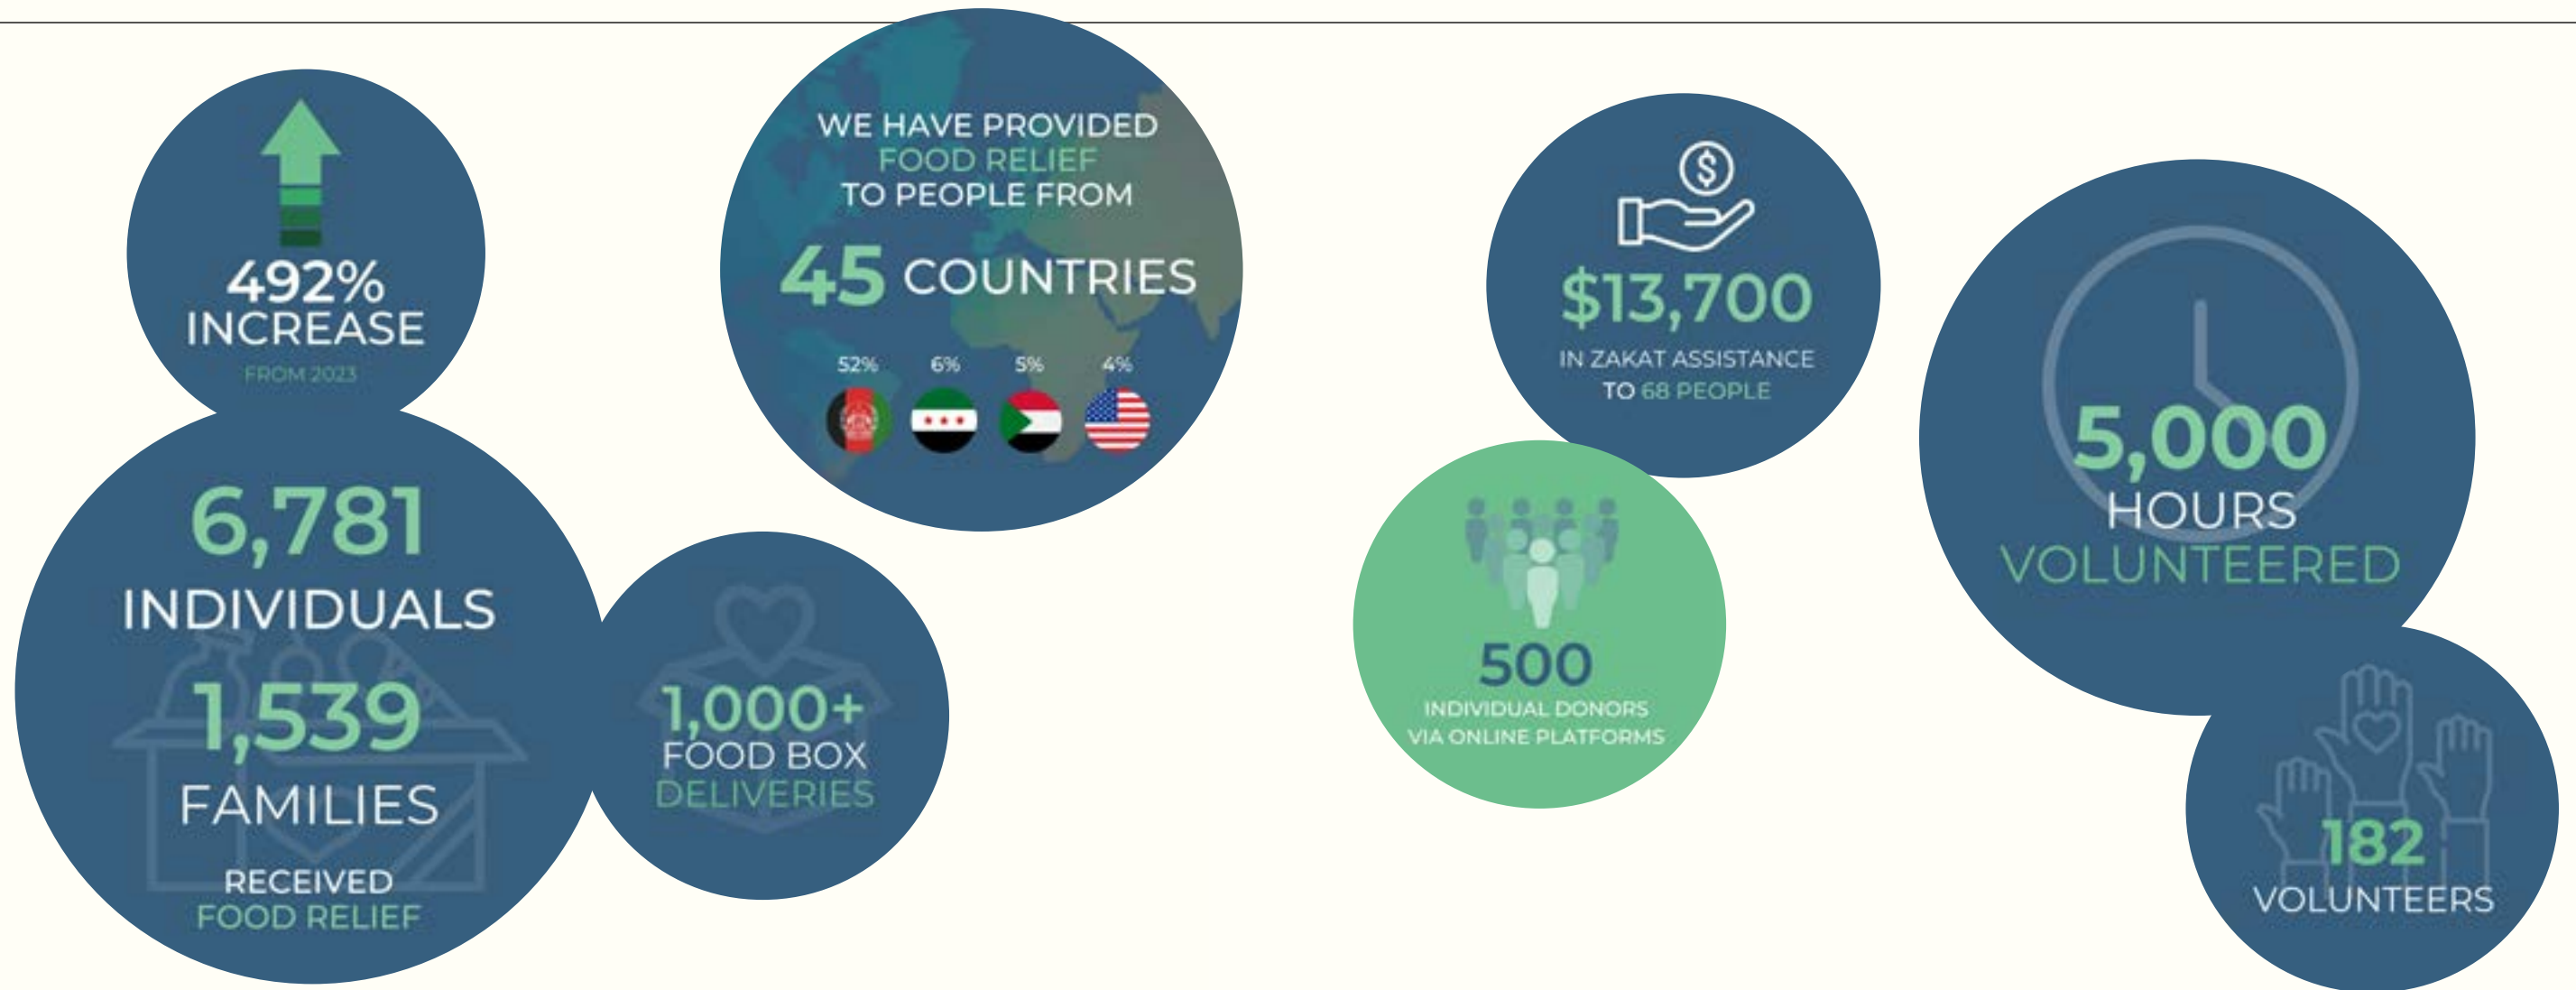 492%
INCREASE
FROM 2023
6,781
INDIVIDUALS
1,539
FAMILIES
RECEIVED
FOOD RELIEF
1,000+
FOOD BOX
DELIVERIES
WE HAVE PROVIDED
FOOD RELIEF
TO PEOPLE FROM
45 COUNTRIES
52% 6% 5% 4%
$13,700
IN ZAKAT ASSISTANCE
TO 68 PEOPLE
500
INDIVIDUAL DONORS
VIA ONLINE PLATFORMS
5,000
HOURS
VOLUNTEERED
182
VOLUNTEERS